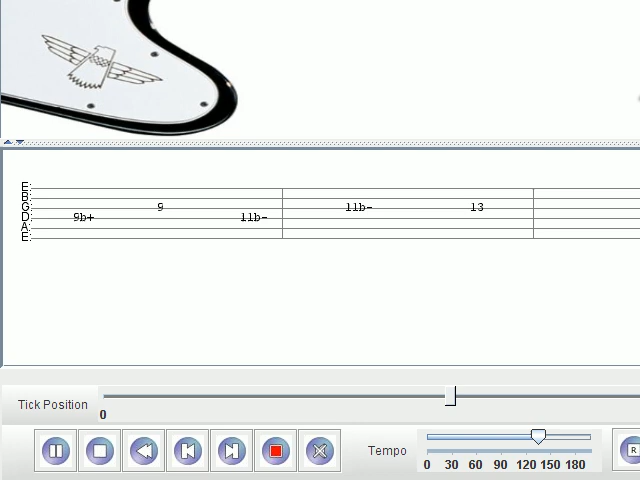 E:
B:
G: 9 11b- 13
D: 9b+ 11b-
A:
E:
Tick Position
0
Tempo
0 30 60 90 120 150 180
R